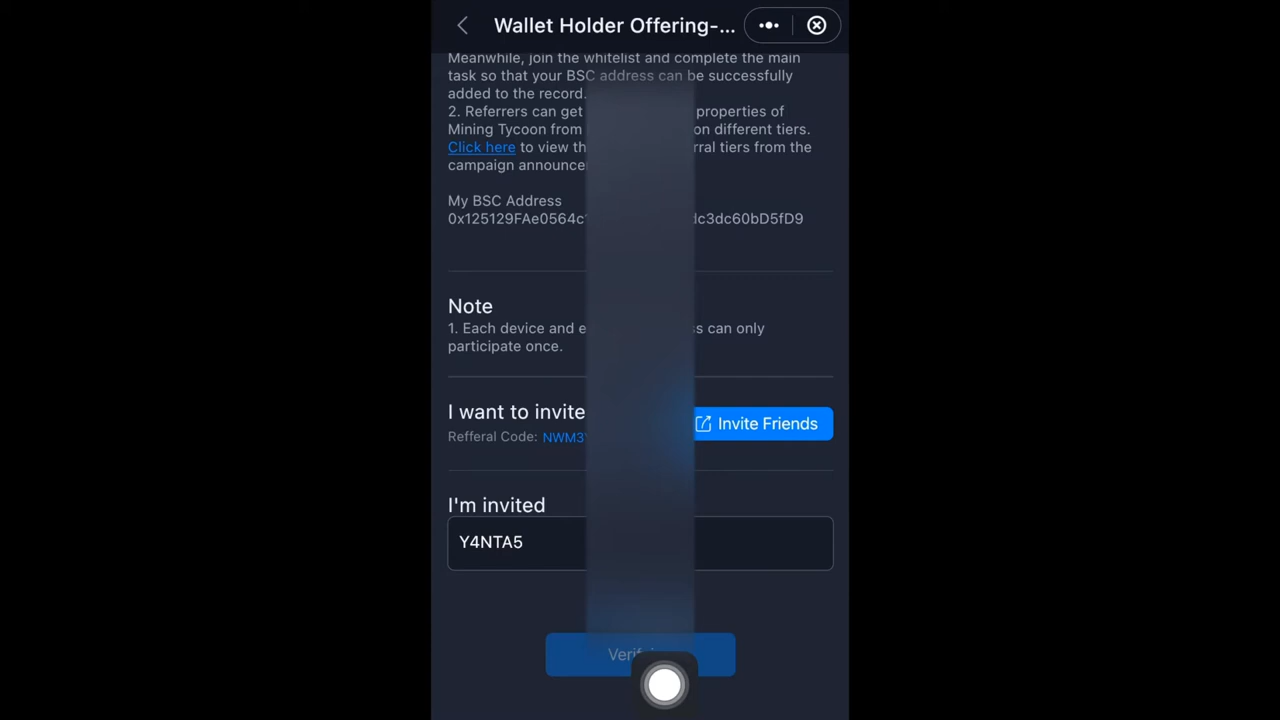 Wallet Holder Offering-...
Meanwhile, join the whitelist and complete the main
task so that your BSC address can be successfully
added to the record.
2. Referrers can get properties of
Mining Tycoon from on different tiers.
Click here to view the tiers from the
campaign
My BSC Address
0x125129FAe0564c dc3dc60bD5fD9
Note
1. Each device and can only
participate once.
I want to invite
Refferal Code: NWM3
Invite Friends
I'm invited
Y4NTA5